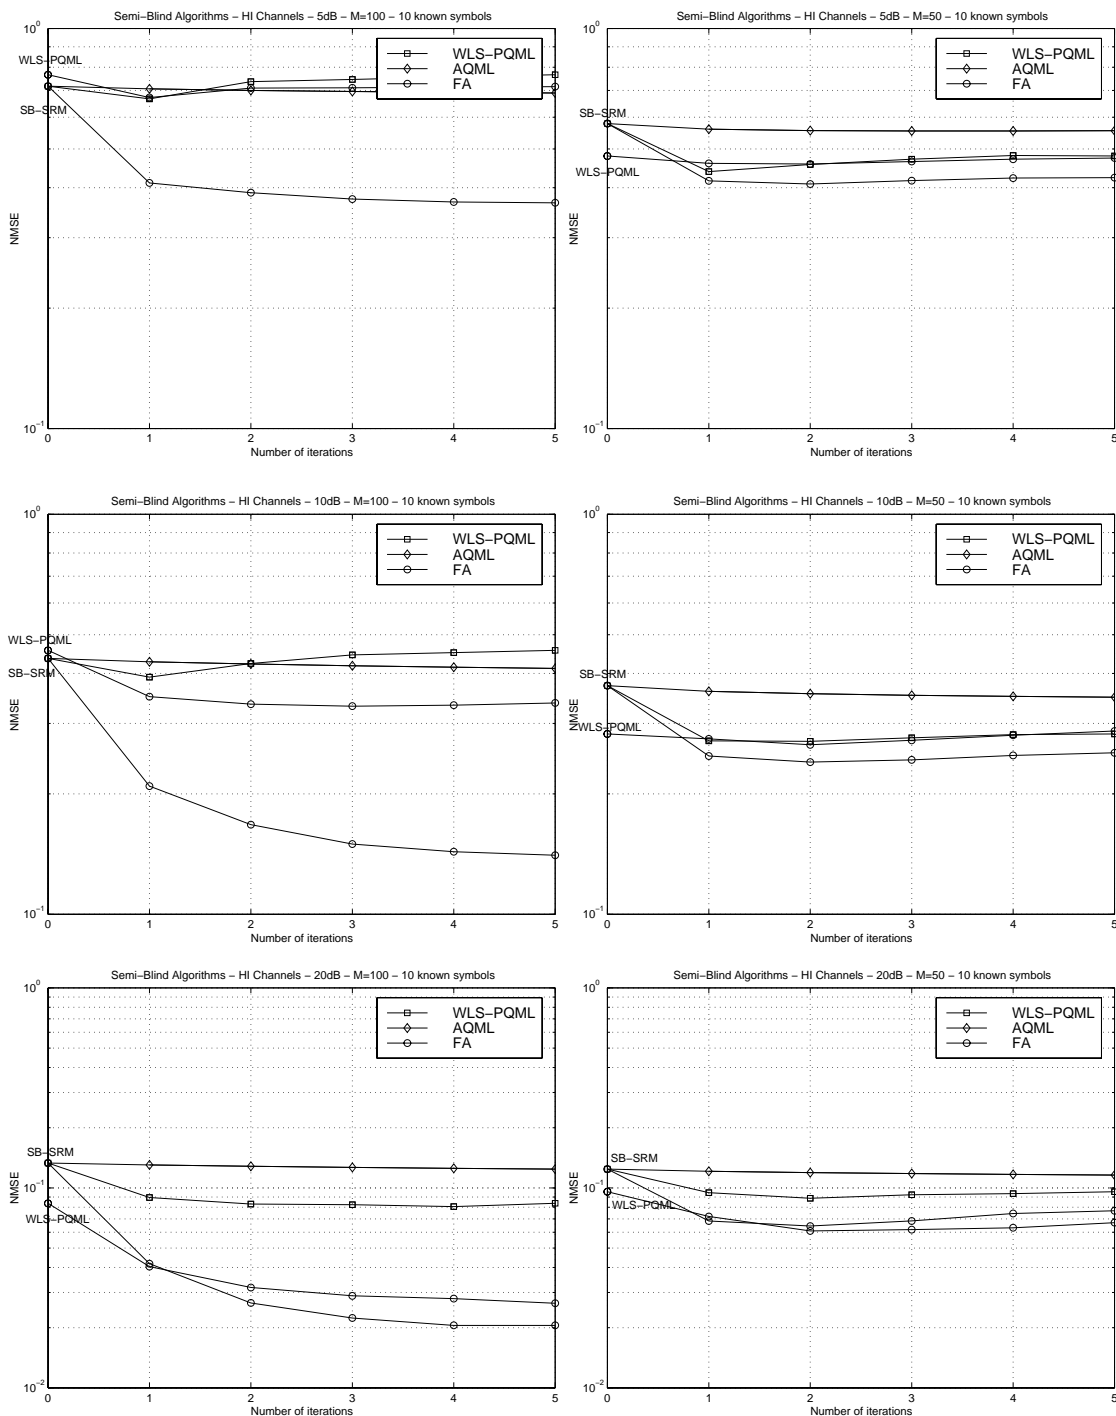 Semi-Blind Algorithms - HI Channels - 5dB - M=100 - 10 known symbols
10^0
WLS-PQML
AQML
FA
WLS-PQML
SB-SRM
NMSE
10^-1
0 1 2 3 4 5
Number of iterations
Semi-Blind Algorithms - HI Channels - 5dB - M=50 - 10 known symbols
10^0
WLS-PQML
AQML
FA
SB-SRM
WLS-PQML
NMSE
10^-1
0 1 2 3 4 5
Number of iterations
Semi-Blind Algorithms - HI Channels - 10dB - M=100 - 10 known symbols
10^0
WLS-PQML
AQML
FA
WLS-PQML
SB-SRM
NMSE
10^-1
0 1 2 3 4 5
Number of iterations
Semi-Blind Algorithms - HI Channels - 10dB - M=50 - 10 known symbols
10^0
WLS-PQML
AQML
FA
SB-SRM
NMSE
WLS-PQML
10^-1
0 1 2 3 4 5
Number of iterations
Semi-Blind Algorithms - HI Channels - 20dB - M=100 - 10 known symbols
10^0
WLS-PQML
AQML
FA
SB-SRM
NMSE
10^-1
WLS-PQML
10^-2
0 1 2 3 4 5
Number of iterations
Semi-Blind Algorithms - HI Channels - 20dB - M=50 - 10 known symbols
10^0
WLS-PQML
AQML
FA
SB-SRM
NMSE
10^-1
WLS-PQML
10^-2
0 1 2 3 4 5
Number of iterations